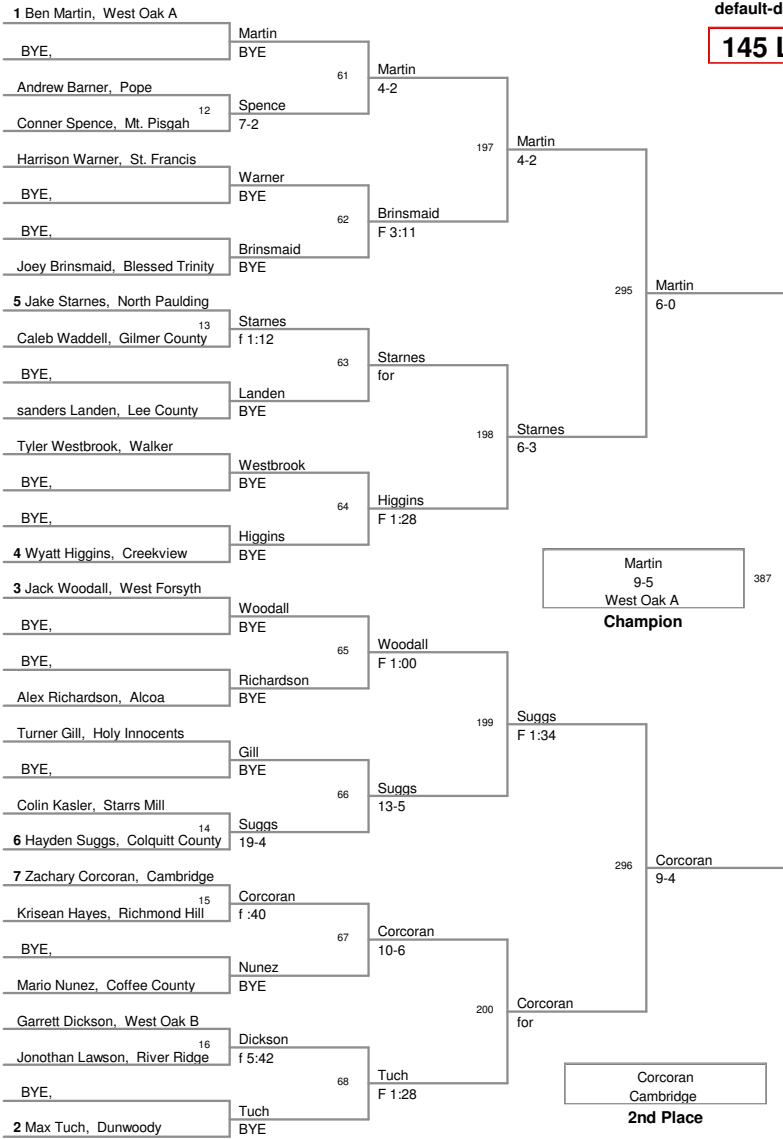 default-d
145 L
1 Ben Martin, West Oak A
Martin
BYE,
BYE
61
Martin
4-2
Andrew Barner, Pope
12
Spence
Conner Spence, Mt. Pisgah
7-2
197
Martin
4-2
Harrison Warner, St. Francis
Warner
BYE,
BYE
62
Brinsmaid
F 3:11
BYE,
Brinsmaid
Joey Brinsmaid, Blessed Trinity
BYE
295
Martin
6-0
5 Jake Starnes, North Paulding
13
Starnes
Caleb Waddell, Gilmer County
f 1:12
63
Starnes
for
BYE,
Landen
sanders Landen, Lee County
BYE
198
Starnes
6-3
Tyler Westbrook, Walker
Westbrook
BYE,
BYE
64
Higgins
F 1:28
BYE,
Higgins
4 Wyatt Higgins, Creekview
BYE
Martin
9-5
West Oak A
387
Champion
3 Jack Woodall, West Forsyth
Woodall
BYE,
BYE
65
Woodall
F 1:00
BYE,
Richardson
Alex Richardson, Alcoa
BYE
199
Suggs
F 1:34
Turner Gill, Holy Innocents
Gill
BYE,
BYE
66
Suggs
13-5
Colin Kasler, Starrs Mill
14
Suggs
6 Hayden Suggs, Colquitt County
19-4
296
Corcoran
9-4
7 Zachary Corcoran, Cambridge
15
Corcoran
Krisean Hayes, Richmond Hill
f :40
67
Corcoran
10-6
BYE,
Nunez
Mario Nunez, Coffee County
BYE
200
Corcoran
for
Garrett Dickson, West Oak B
16
Dickson
Jonothan Lawson, River Ridge
f 5:42
68
Tuch
F 1:28
BYE,
Tuch
2 Max Tuch, Dunwoody
BYE
Corcoran
Cambridge
2nd Place